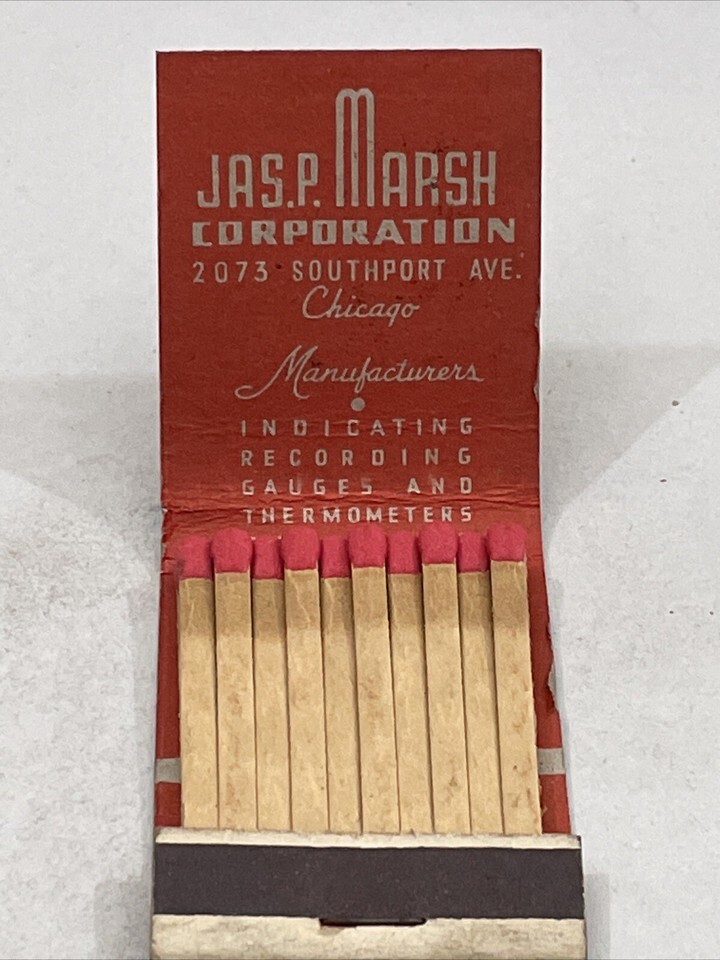 JAS.P. MARSH
CORPORATION
2073 SOUTHPORT AVE.
Chicago
Manufacturers
INDICATING
RECORDING
GAUGES AND
THERMOMETERS